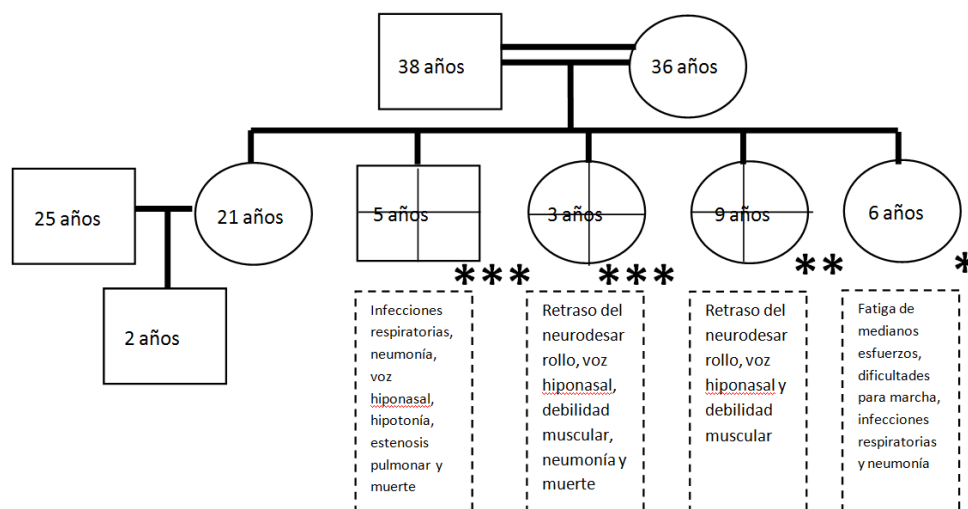 38 años
36 años
25 años
21 años
5 años
3 años
9 años
6 años
***
***
**
*
2 años
Infecciones
respiratorias,
neumonía,
voz
hiponasal,
hipotonía,
estenosis
pulmonar y
muerte
Retraso del
neurodesar
rollo, voz
hiponasal,
debilidad
muscular,
neumonía y
muerte
Retraso del
neurodesar
rollo, voz
hiponasal y
debilidad
muscular
Fatiga de
medianos
esfuerzos,
dificultades
para marcha,
infecciones
respiratorias
y neumonía